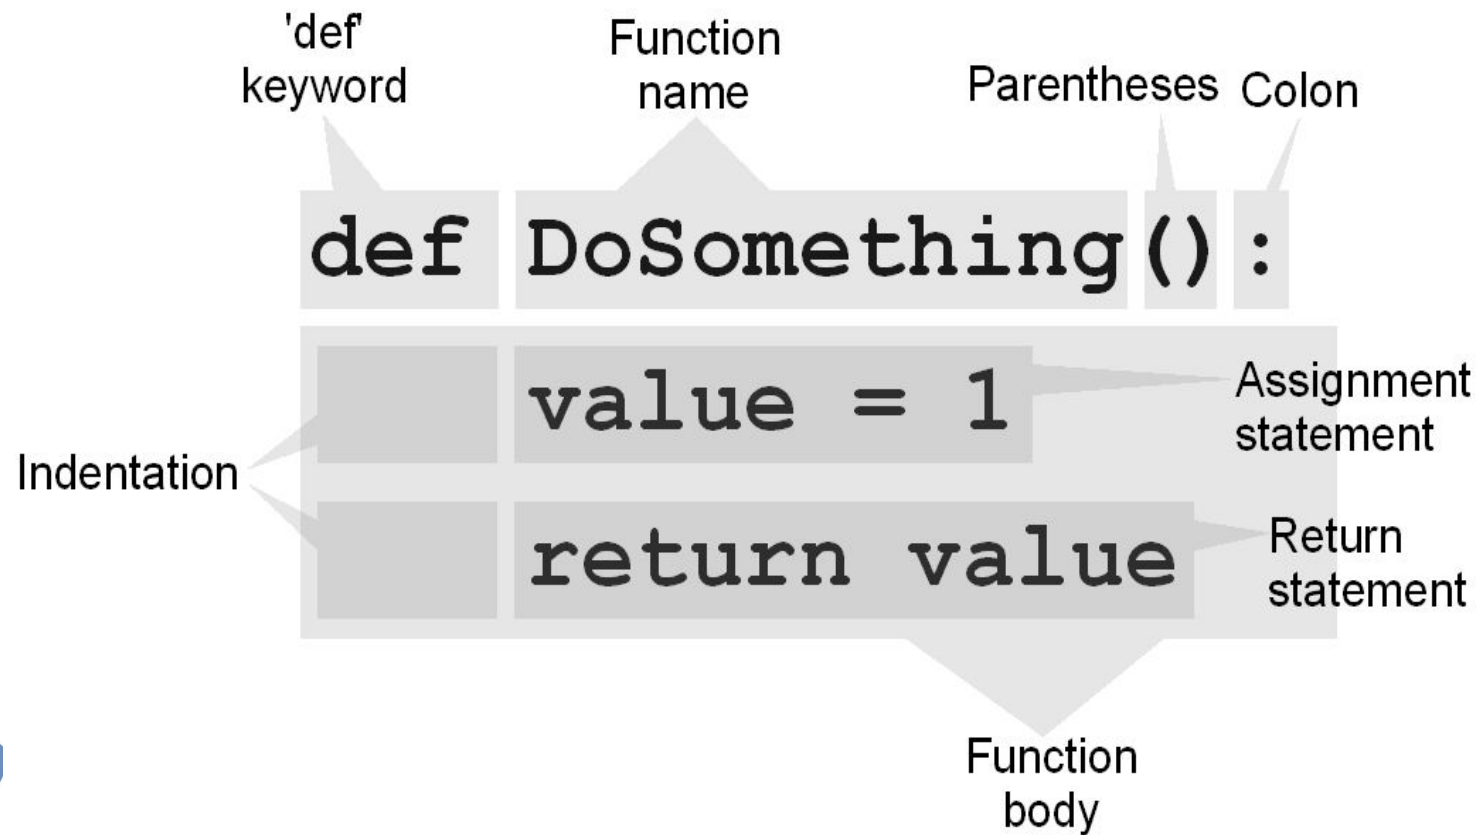 'def'
keyword
Function
name
Parentheses
Colon
def DoSomething():
value = 1
Assignment
statement
Indentation
return value
Return
statement
Function
body